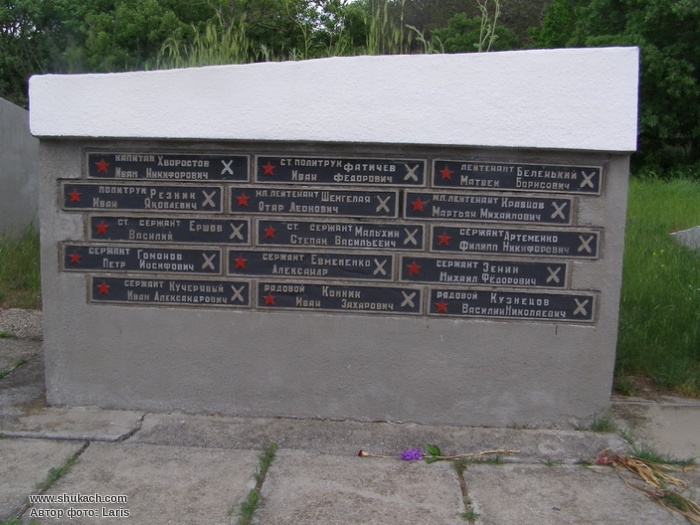 КАПИТАН ХВОРОСТОВ
ИВАН НИКИФОРОВИЧ
СТ. ПОЛИТРУК ФАТИЧЕВ
ИВАН ФЕДОРОВИЧ
ЛЕЙТЕНАНТ БЕЛЕНЬКИЙ
МАТВЕЙ БОРИСОВИЧ
ПОЛИТРУК РЕЗНИК
ИВАН ЯКОВЛЕВИЧ
МЛ. ЛЕЙТЕНАНТ ШЕНГЕЛАЯ
ОТАР ЛЕОНОВИЧ
МЛ. ЛЕЙТЕНАНТ КРАВЦОВ
МАРТЬЯН МИХАЙЛОВИЧ
СТ. СЕРЖАНТ ЕРШОВ
ВАСИЛИЙ
СТ. СЕРЖАНТ МАЛЫХИН
СТЕПАН ВАСИЛЬЕВИЧ
СЕРЖАНТ АРТЕМЕНКО
ФИЛИПП НИКИФОРОВИЧ
СЕРЖАНТ ГОМОНОВ
ПЕТР ИОСИФОВИЧ
СЕРЖАНТ ЕВМЕНЕНКО
АЛЕКСАНДР
СЕРЖАНТ ЗЕНИН
МИХАИЛ ФЁДОРОВИЧ
СЕРЖАНТ КУЧЕРЯВЫЙ
ИВАН АЛЕКСАНДРОВИЧ
РЯДОВОЙ КОННИК
ИВАН ЗАХАРОВИЧ
РЯДОВОЙ КУЗНЕЦОВ
ВАСИЛИЙ НИКОЛАЕВИЧ
www.shukach.com
Автор фото: Laris